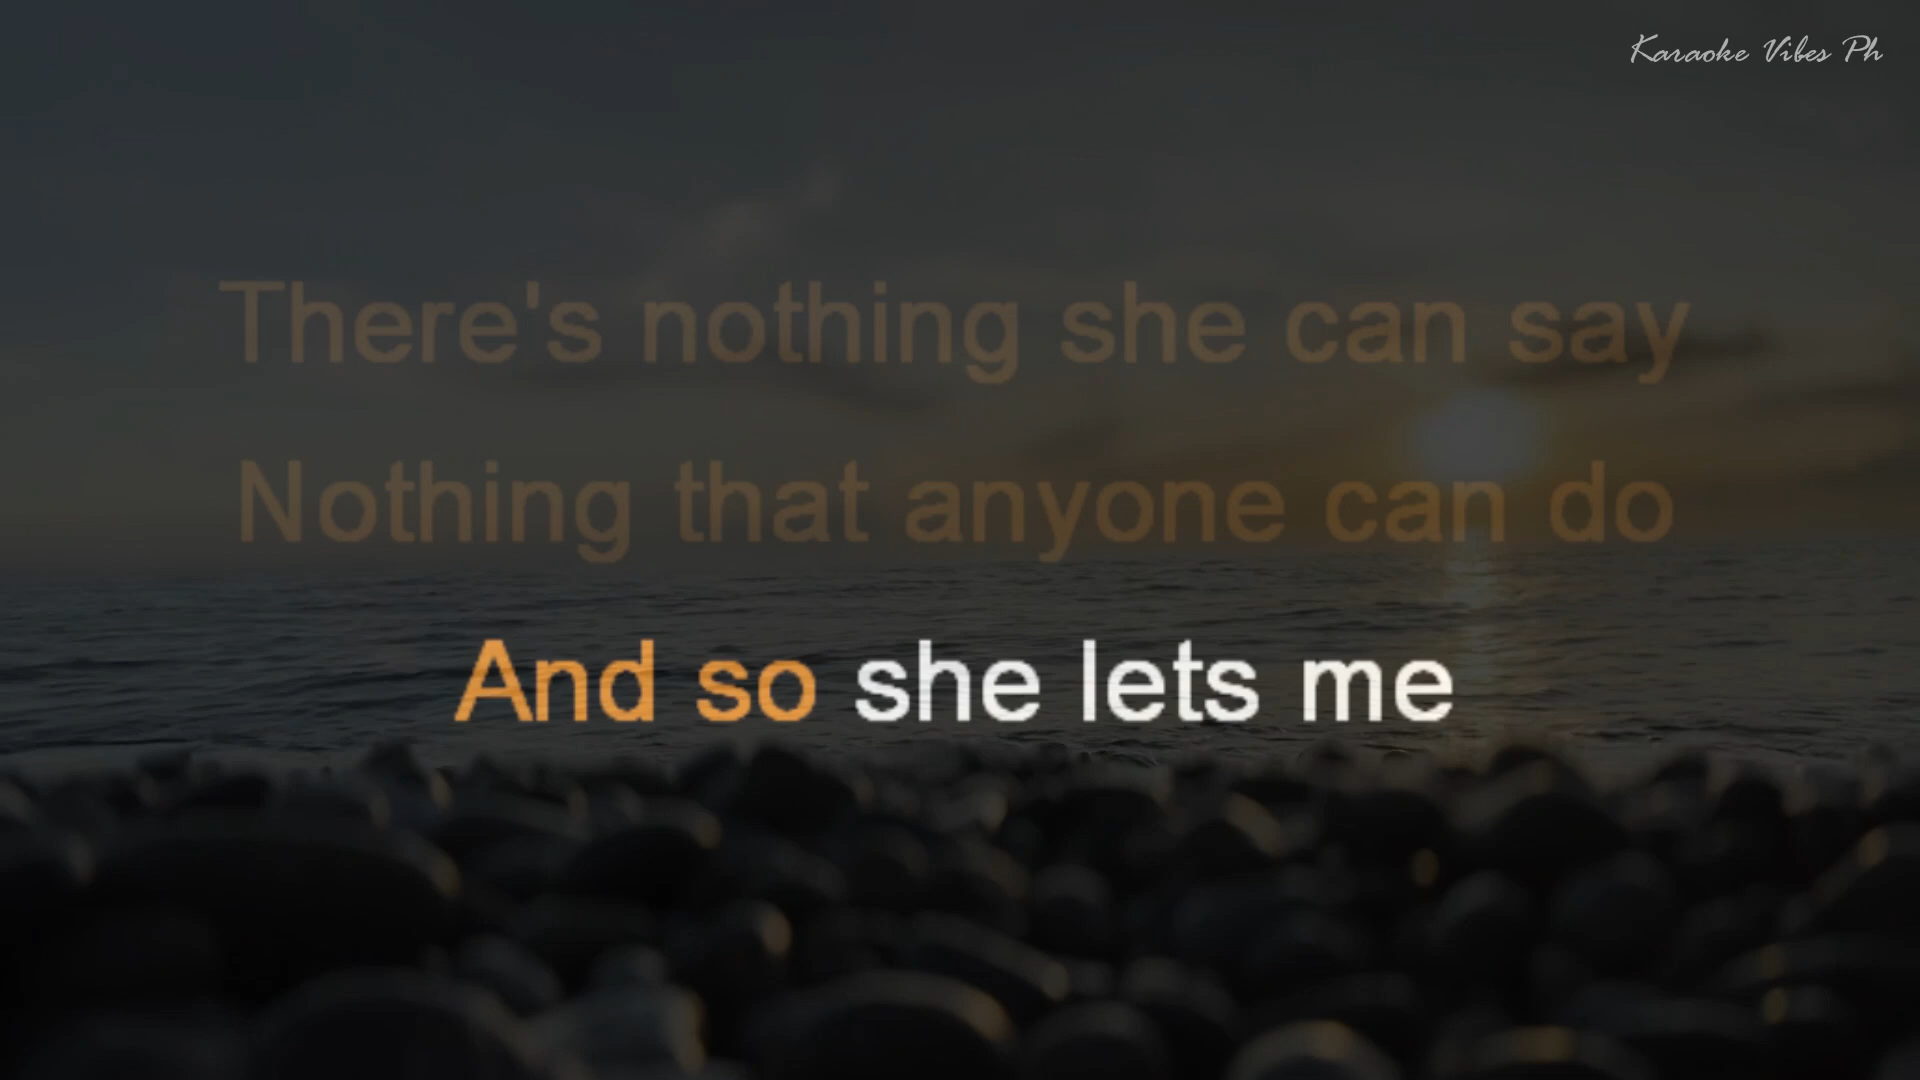 Karaoke Vibes Ph
There's nothing she can say
Nothing that anyone can do
And so she lets me